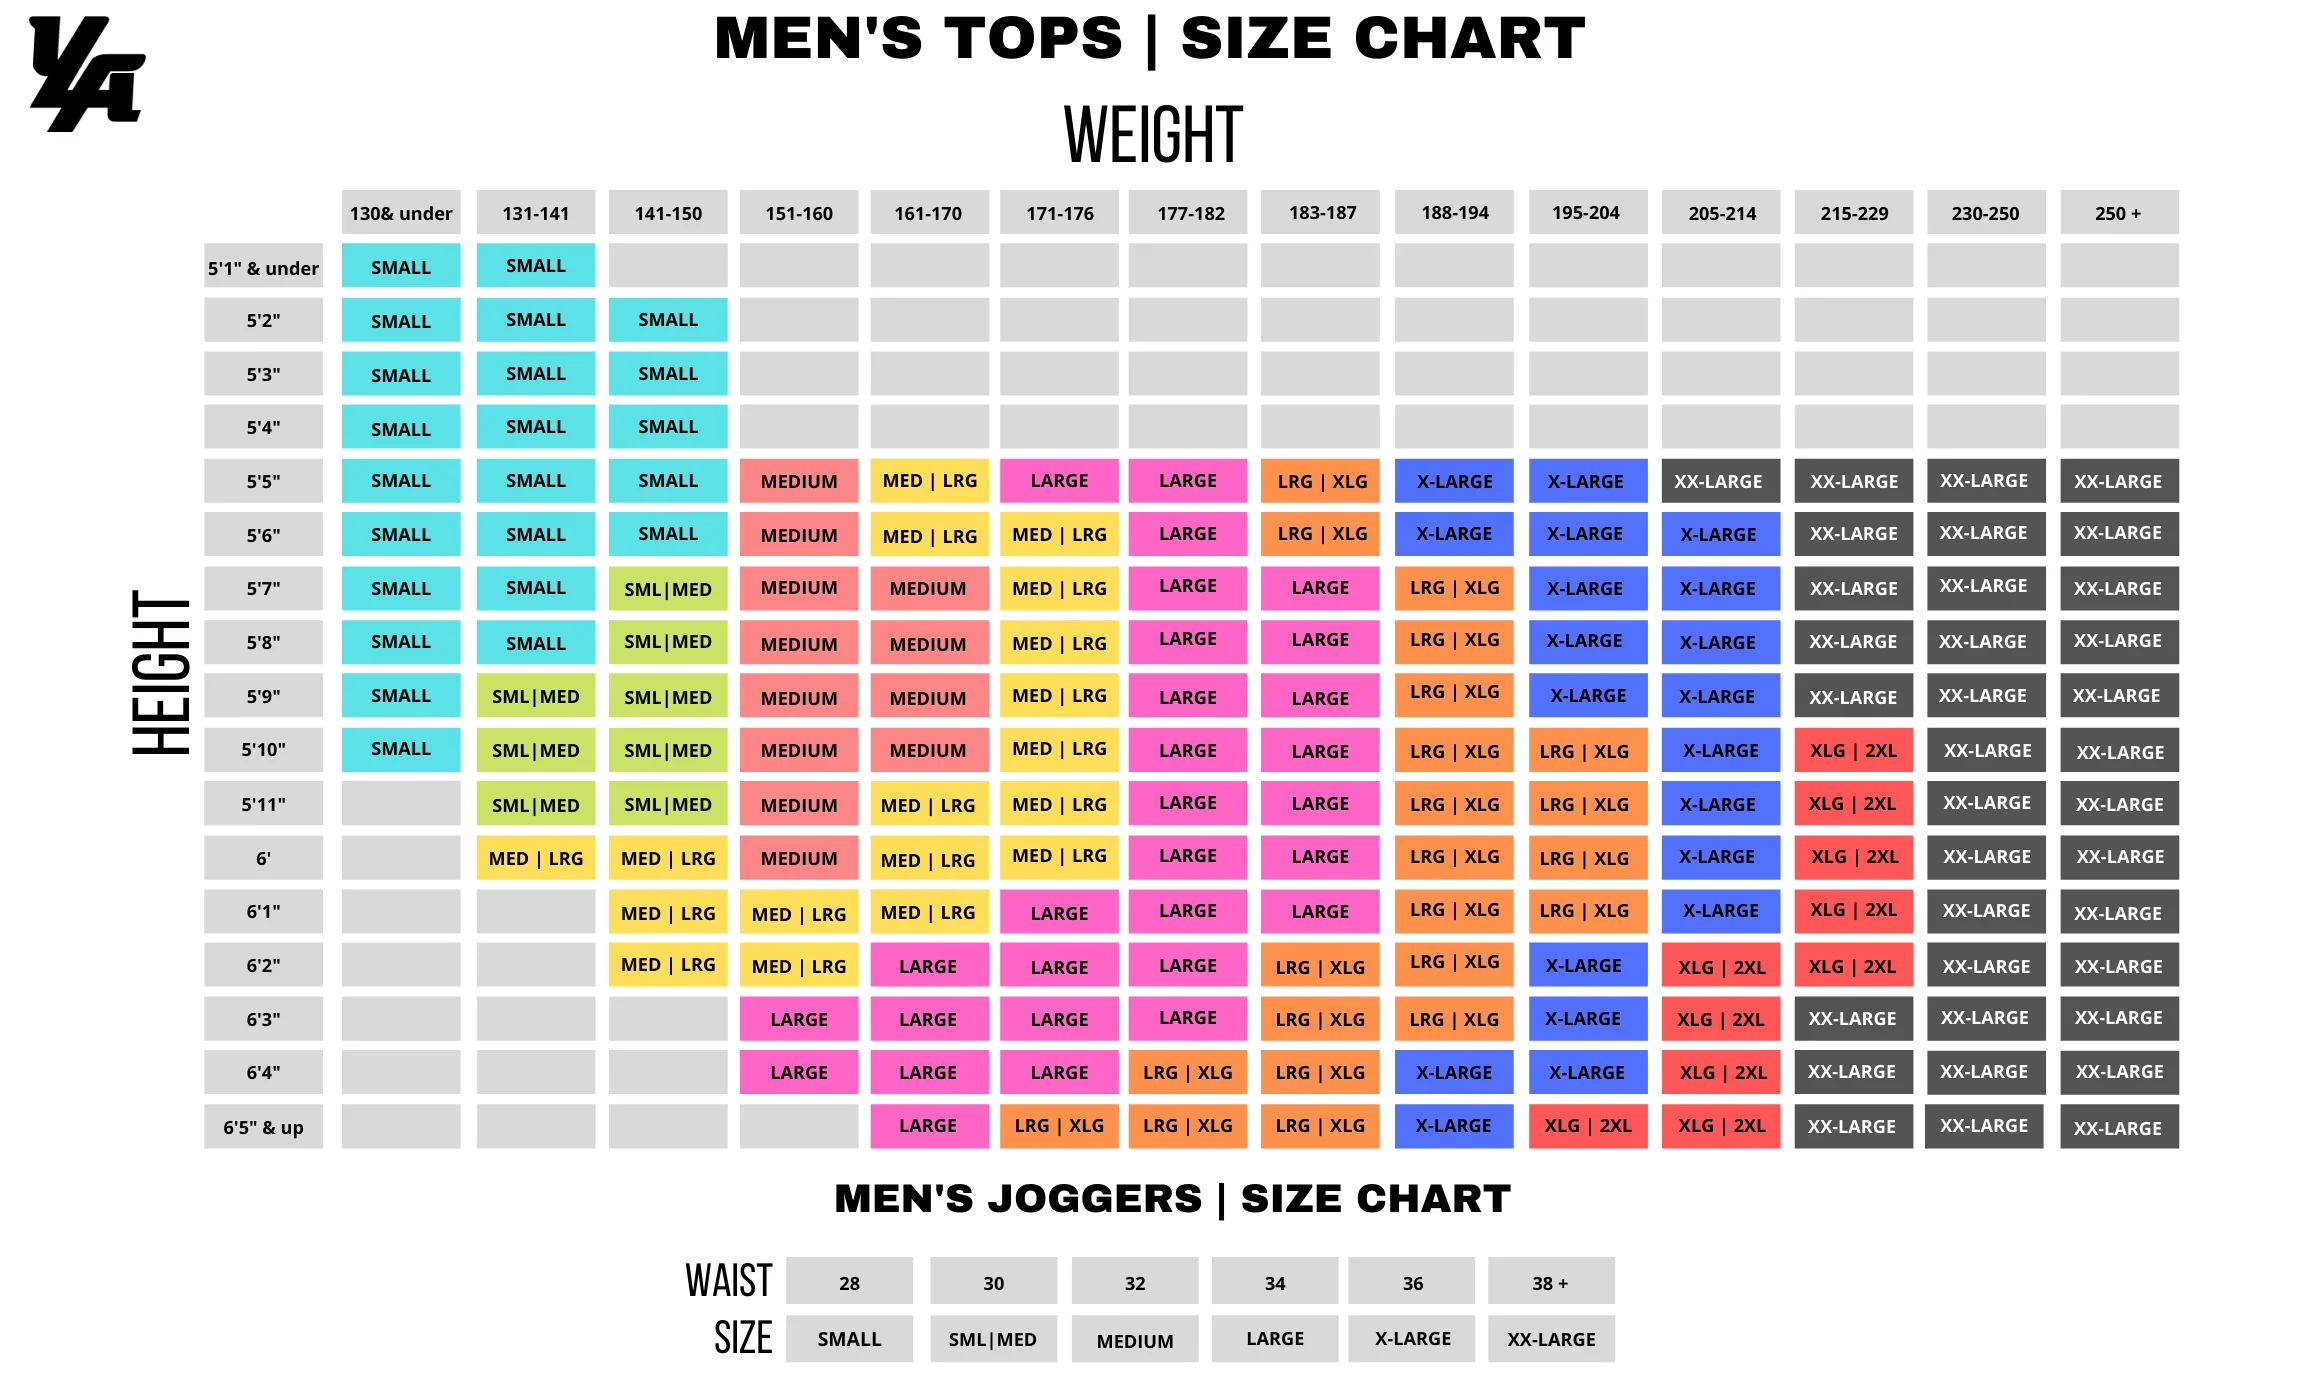 YA
MEN'S TOPS | SIZE CHART
WEIGHT
130& under 131-141 141-150 151-160 161-170 171-176 177-182 183-187 188-194 195-204 205-214 215-229 230-250 250 +
5'1" & under SMALL SMALL
5'2" SMALL SMALL SMALL
5'3" SMALL SMALL SMALL
5'4" SMALL SMALL SMALL
5'5" SMALL SMALL SMALL MEDIUM MED | LRG LARGE LARGE LRG | XLG X-LARGE X-LARGE XX-LARGE XX-LARGE XX-LARGE XX-LARGE
5'6" SMALL SMALL SMALL MEDIUM MED | LRG MED | LRG LARGE LRG | XLG X-LARGE X-LARGE X-LARGE XX-LARGE XX-LARGE XX-LARGE
HEIGHT
5'7" SMALL SMALL SML|MED MEDIUM MEDIUM MED | LRG LARGE LARGE LRG | XLG X-LARGE X-LARGE XX-LARGE XX-LARGE XX-LARGE
5'8" SMALL SMALL SML|MED MEDIUM MEDIUM MED | LRG LARGE LARGE LRG | XLG X-LARGE X-LARGE XX-LARGE XX-LARGE XX-LARGE
5'9" SMALL SML|MED SML|MED MEDIUM MEDIUM MED | LRG LARGE LARGE LRG | XLG X-LARGE X-LARGE XX-LARGE XX-LARGE XX-LARGE
5'10" SMALL SML|MED SML|MED MEDIUM MEDIUM MED | LRG LARGE LARGE LRG | XLG LRG | XLG X-LARGE XLG | 2XL XX-LARGE XX-LARGE
5'11" SML|MED SML|MED MEDIUM MED | LRG MED | LRG LARGE LARGE LRG | XLG LRG | XLG X-LARGE XLG | 2XL XX-LARGE XX-LARGE
6' MED | LRG MED | LRG MEDIUM MED | LRG MED | LRG LARGE LARGE LRG | XLG LRG | XLG X-LARGE XLG | 2XL XX-LARGE XX-LARGE
6'1" MED | LRG MED | LRG MED | LRG LARGE LARGE LARGE LRG | XLG LRG | XLG X-LARGE XLG | 2XL XX-LARGE XX-LARGE
6'2" MED | LRG MED | LRG LARGE LARGE LARGE LRG | XLG LRG | XLG X-LARGE XLG | 2XL XLG | 2XL XX-LARGE XX-LARGE
6'3" LARGE LARGE LARGE LARGE LRG | XLG LRG | XLG X-LARGE XLG | 2XL XX-LARGE XX-LARGE XX-LARGE
6'4" LARGE LARGE LARGE LRG | XLG LRG | XLG X-LARGE X-LARGE XLG | 2XL XX-LARGE XX-LARGE XX-LARGE
6'5" & up LARGE LRG | XLG LRG | XLG LRG | XLG X-LARGE XLG | 2XL XLG | 2XL XX-LARGE XX-LARGE XX-LARGE
MEN'S JOGGERS | SIZE CHART
WAIST 28 30 32 34 36 38 +
SIZE SMALL SML|MED MEDIUM LARGE X-LARGE XX-LARGE